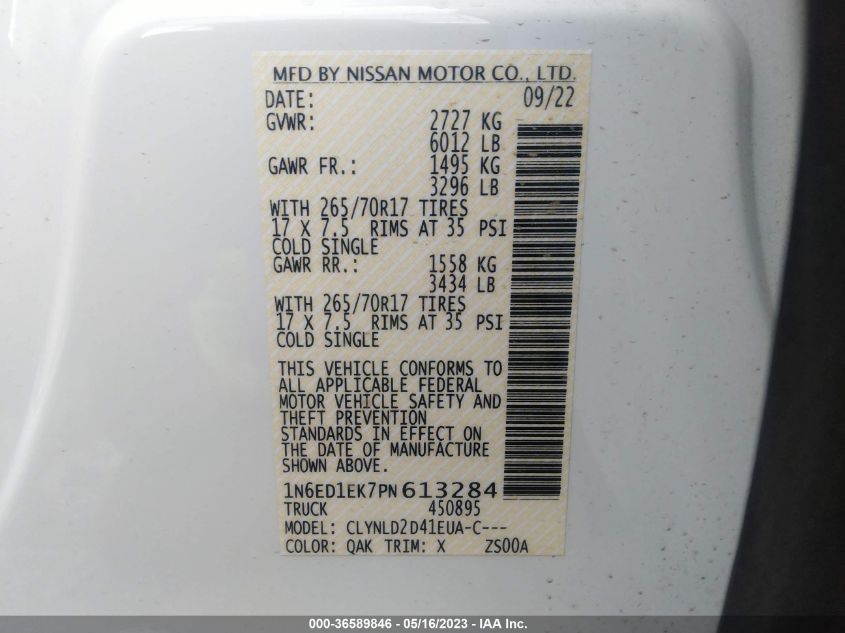 MFD BY NISSAN MOTOR CO., LTD.
DATE: 09/22
GVWR: 2727 KG
6012 LB
GAWR FR.: 1495 KG
3296 LB
WITH 265/70R17 TIRES
17 X 7.5 RIMS AT 35 PSI
COLD SINGLE
GAWR RR.: 1558 KG
3434 LB
WITH 265/70R17 TIRES
17 X 7.5 RIMS AT 35 PSI
COLD SINGLE
THIS VEHICLE CONFORMS TO
ALL APPLICABLE FEDERAL
MOTOR VEHICLE SAFETY AND
THEFT PREVENTION
STANDARDS IN EFFECT ON
THE DATE OF MANUFACTURE
SHOWN ABOVE.
1N6ED1EK7PN613284
TRUCK 450895
MODEL: CLYNLD2D41EUA-C---
COLOR: QAK TRIM: X ZS00A
000-36589846 - 05/16/2023 - IAA Inc.